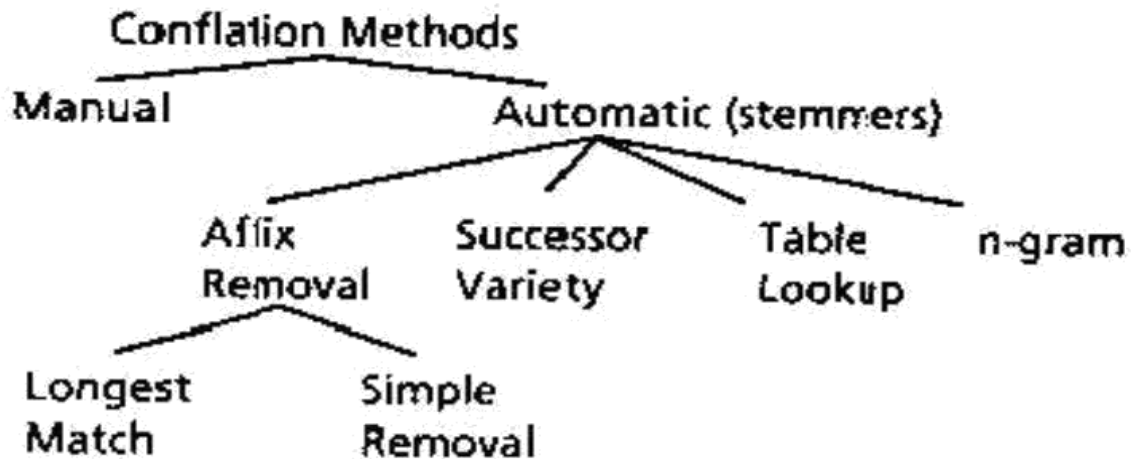 Conflation Methods
Manual
Automatic (stemmers)
Affix
Removal
Successor
Variety
Table
Lookup
n-gram
Longest
Match
Simple
Removal